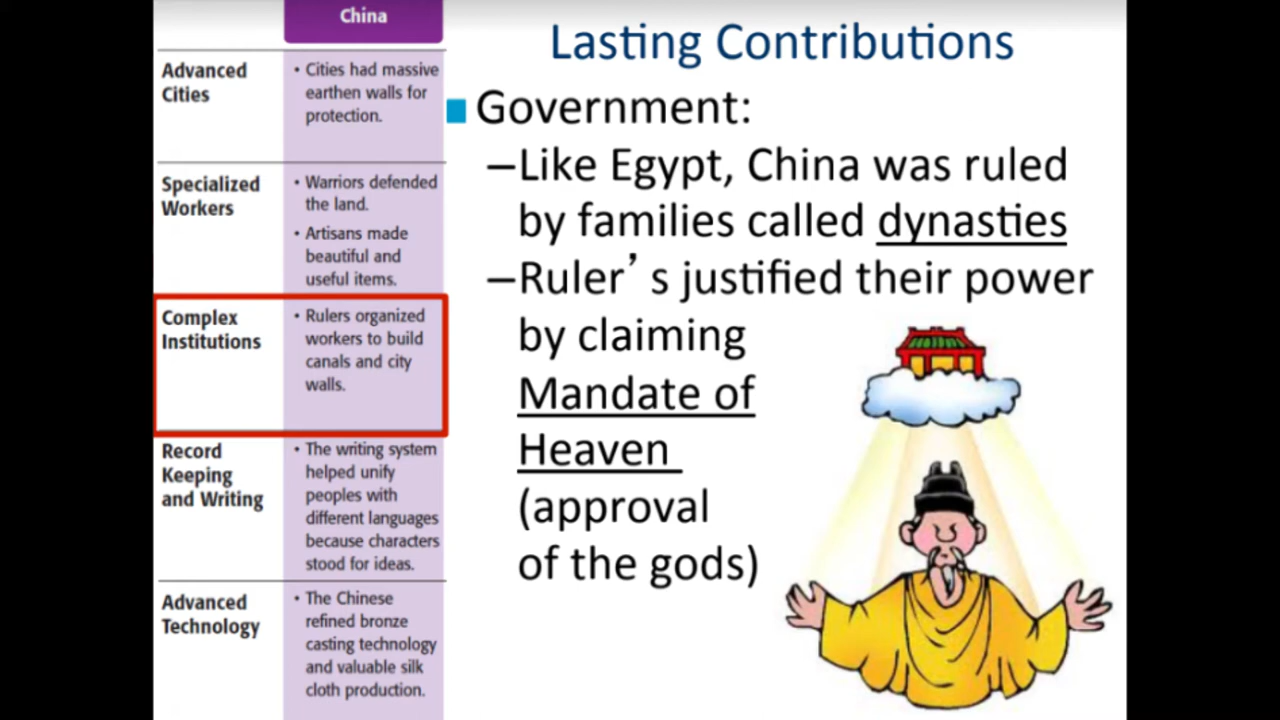 China
Advanced
Cities
• Cities had massive
earthen walls for
protection.
Specialized
Workers
• Warriors defended
the land.
• Artisans made
beautiful and
useful items.
Complex
Institutions
• Rulers organized
workers to build
canals and city
walls.
Record
Keeping
and Writing
• The writing system
helped unify
peoples with
different languages
because characters
stood for ideas.
Advanced
Technology
• The Chinese
refined bronze
casting technology
and valuable silk
cloth production.
Lasting Contributions
Government:
–Like Egypt, China was ruled
by families called dynasties
–Ruler’s justified their power
by claiming
Mandate of
Heaven
(approval
of the gods)